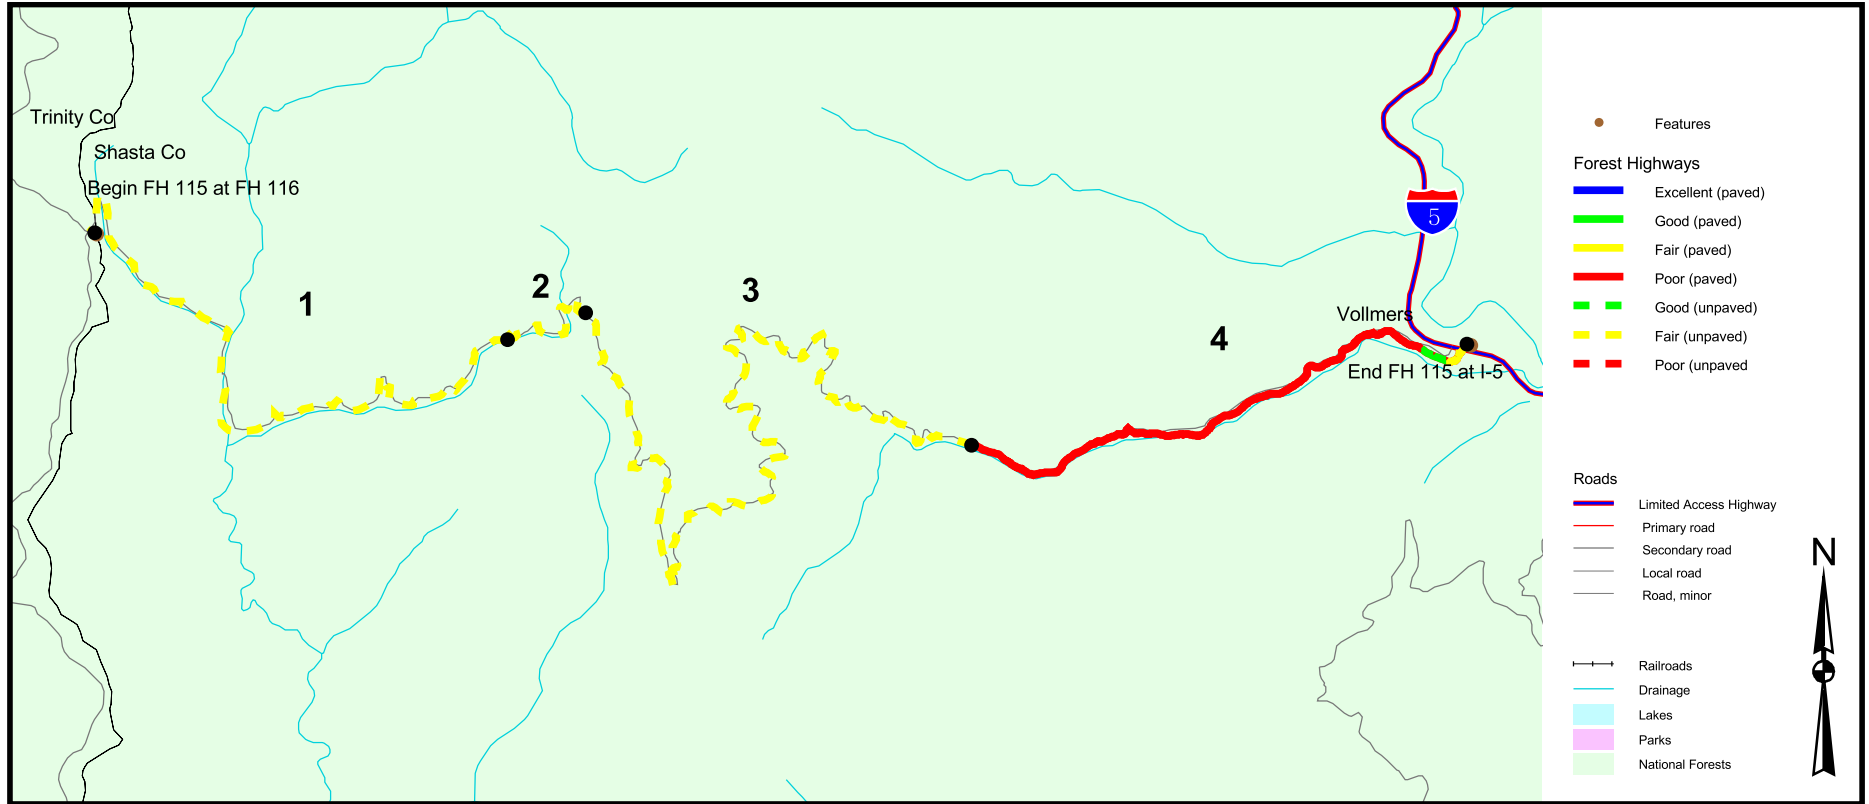 Trinity Co
Shasta Co
Begin FH 115 at FH 116
1
2
3
4
5
Vollmers
End FH 115 at I-5
Features
Forest Highways
Excellent (paved)
Good (paved)
Fair (paved)
Poor (paved)
Good (unpaved)
Fair (unpaved)
Poor (unpaved
Roads
Limited Access Highway
Primary road
Secondary road
Local road
Road, minor
N
Railroads
Drainage
Lakes
Parks
National Forests